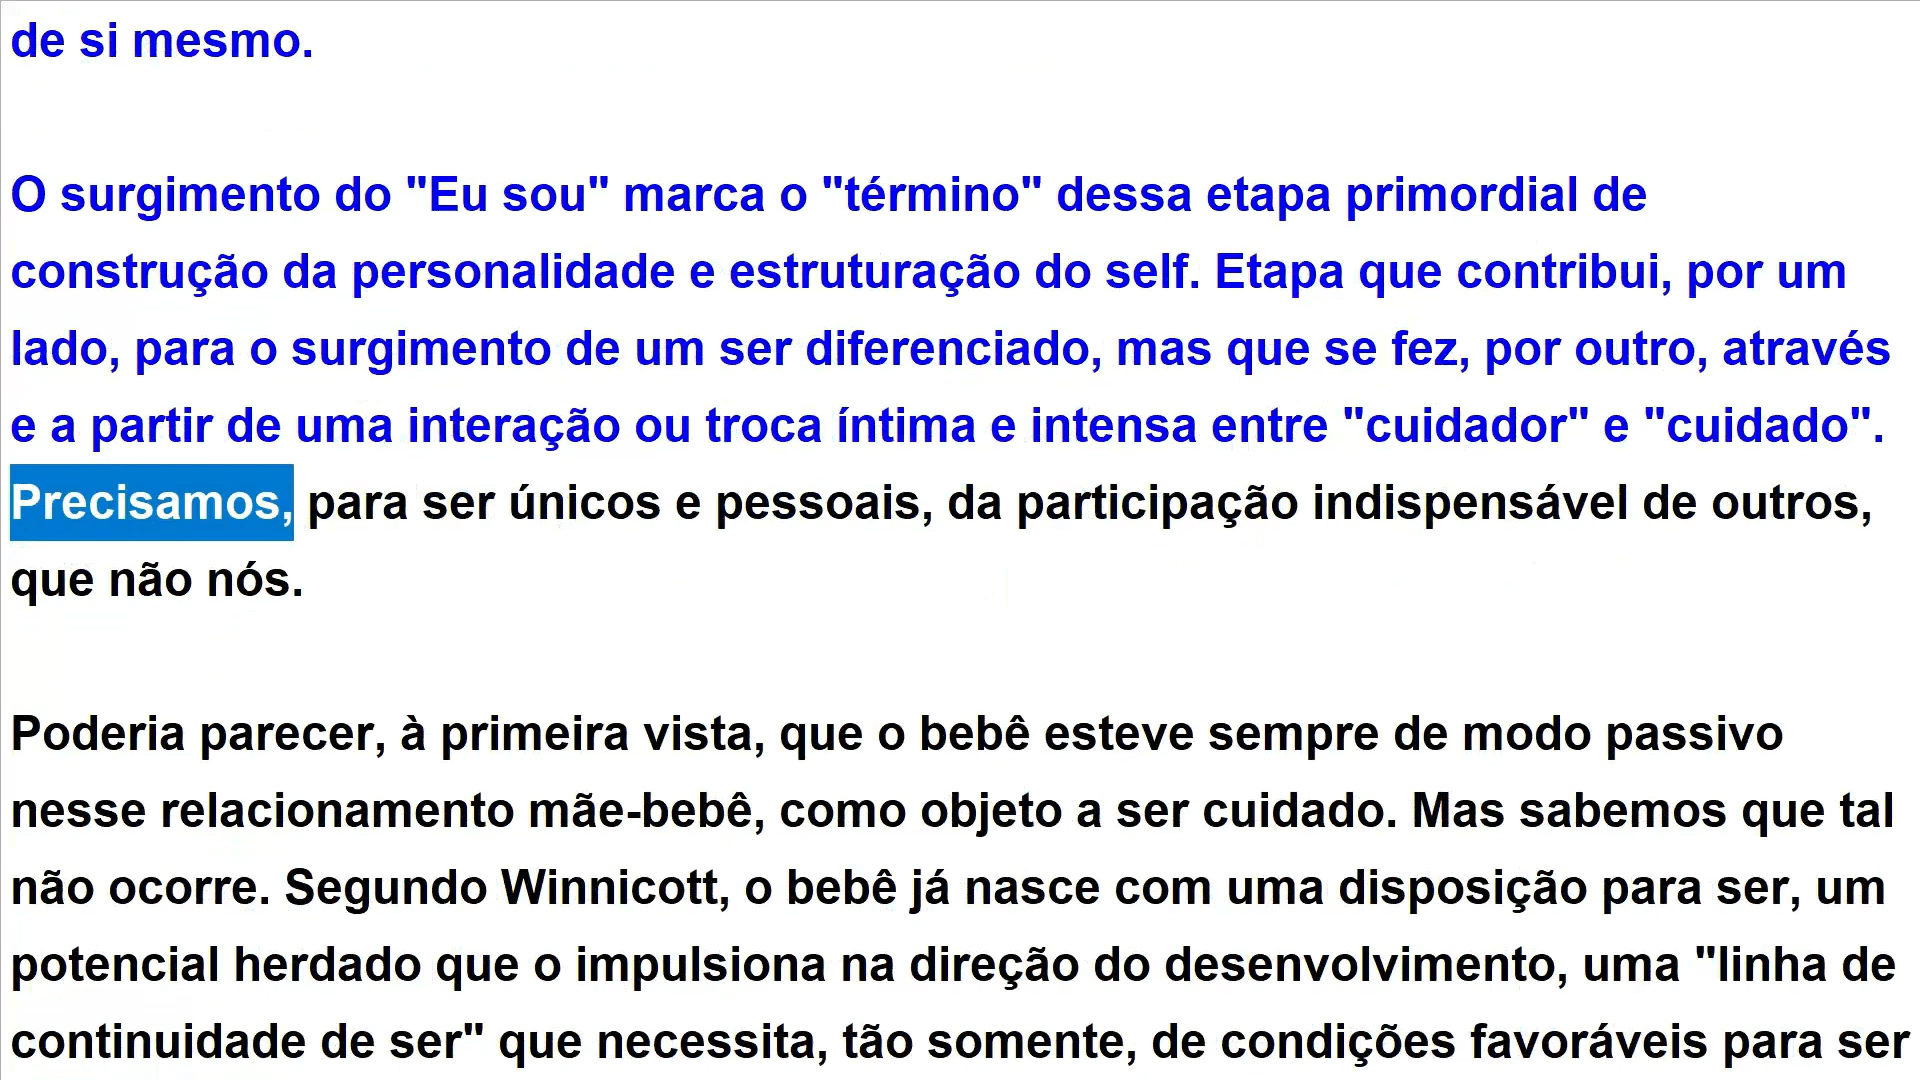 de si mesmo.
O surgimento do "Eu sou" marca o "término" dessa etapa primordial de
construção da personalidade e estruturação do self. Etapa que contribui, por um
lado, para o surgimento de um ser diferenciado, mas que se fez, por outro, através
e a partir de uma interação ou troca íntima e intensa entre "cuidador" e "cuidado".
Precisamos, para ser únicos e pessoais, da participação indispensável de outros,
que não nós.
Poderia parecer, à primeira vista, que o bebê esteve sempre de modo passivo
nesse relacionamento mãe-bebê, como objeto a ser cuidado. Mas sabemos que tal
não ocorre. Segundo Winnicott, o bebê já nasce com uma disposição para ser, um
potencial herdado que o impulsiona na direção do desenvolvimento, uma "linha de
continuidade de ser" que necessita, tão somente, de condições favoráveis para ser